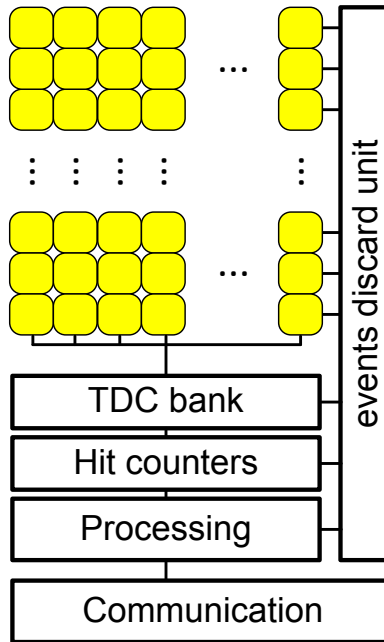 events discard unit
TDC bank
Hit counters
Processing
Communication